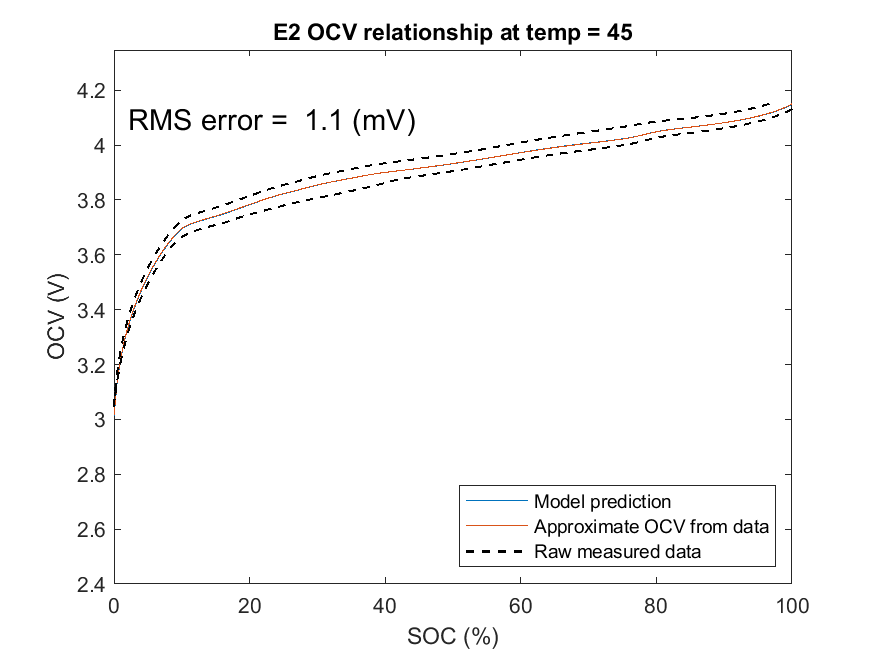 E2 OCV relationship at temp = 45
RMS error =  1.1 (mV)
OCV (V)
4.2
4
3.8
3.6
3.4
3.2
3
2.8
2.6
2.4
0
20
40
60
80
100
SOC (%)
Model prediction
Approximate OCV from data
Raw measured data